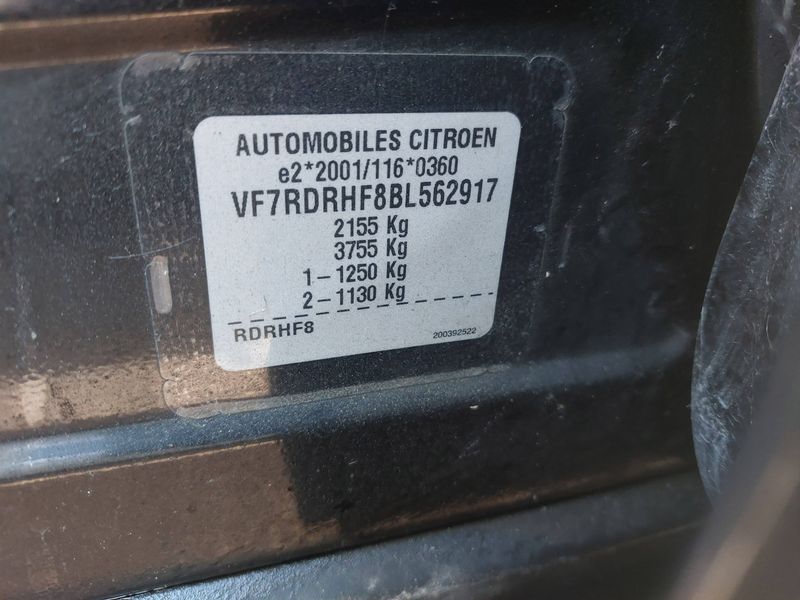 AUTOMOBILES CITROEN
e2*2001/116*0360
VF7RDRHF8BL562917
2155 Kg
3755 Kg
1-1250 Kg
2-1130 Kg
RDRHF8
200392522